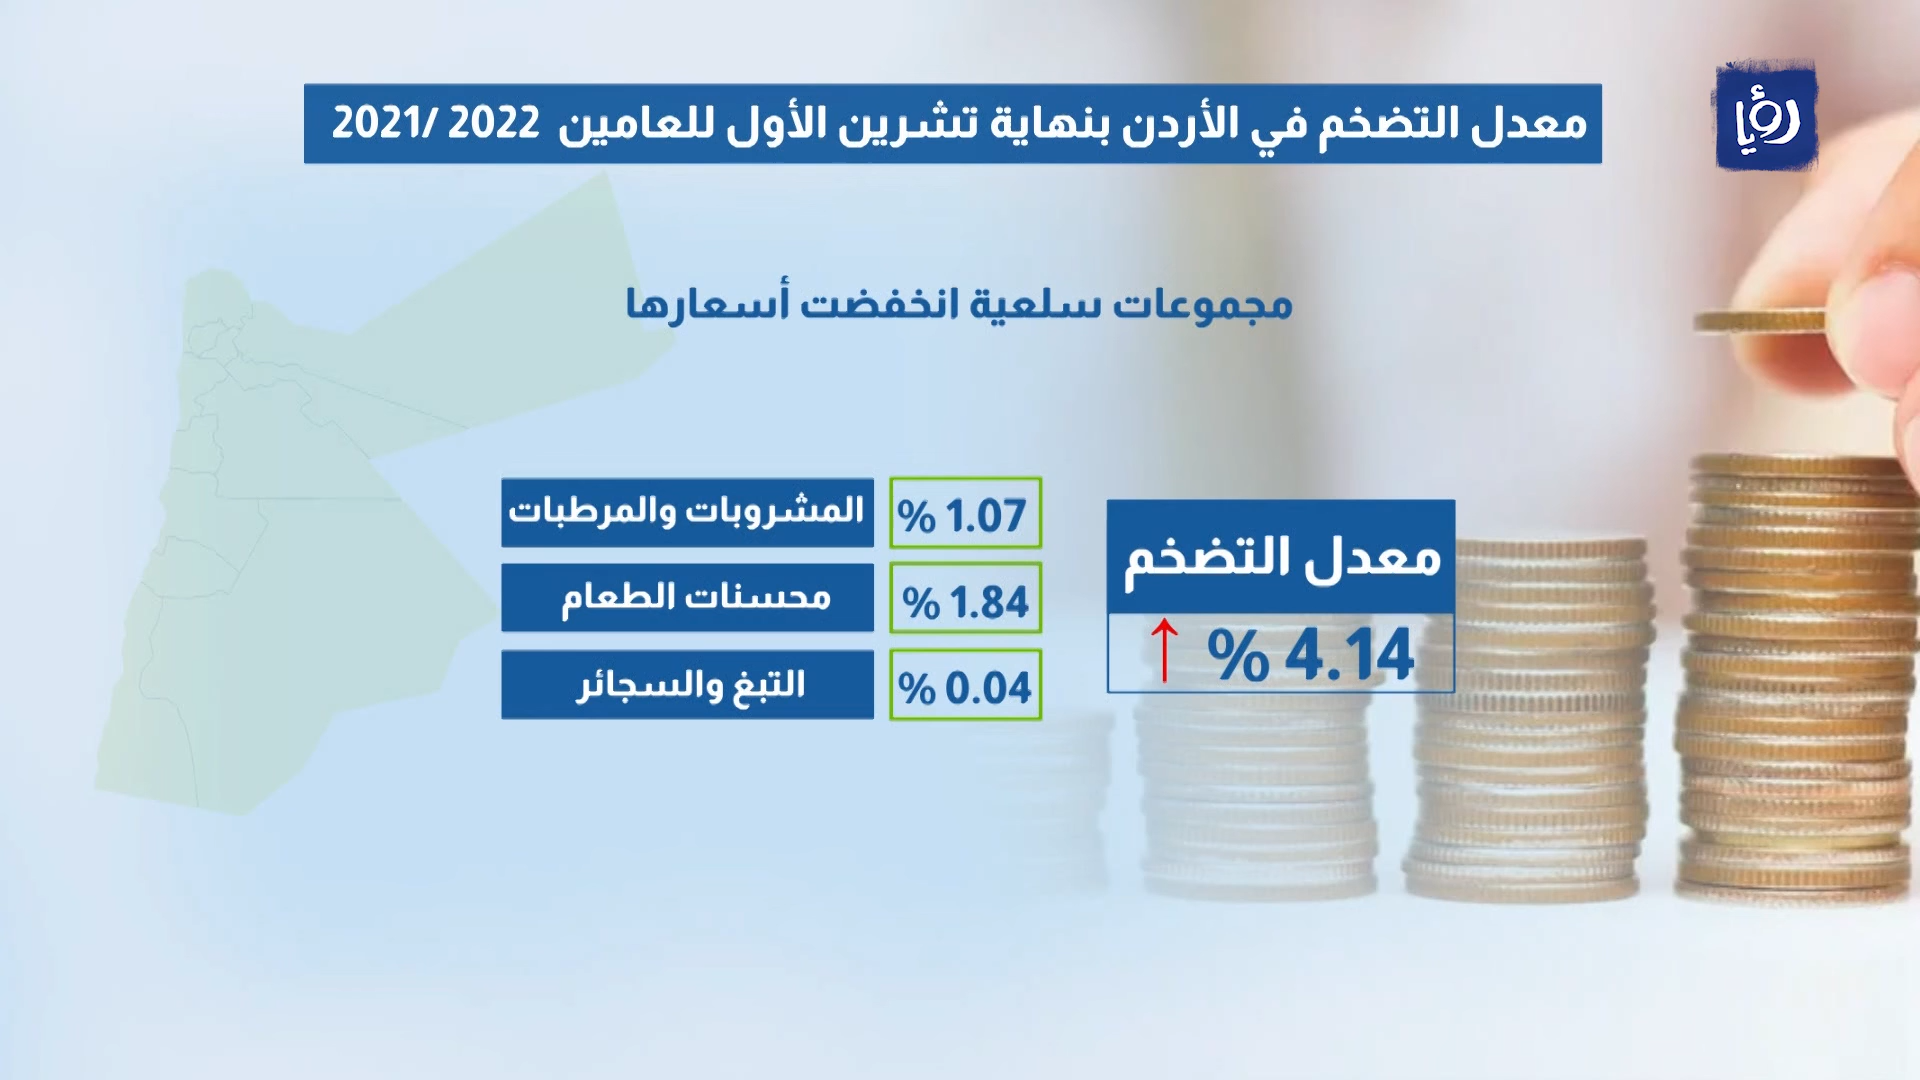 معدل التضخم في الأردن بنهاية تشرين الأول للعامين 2022 /2021
رؤيا
مجموعات سلعية انخفضت أسعارها
معدل التضخم
% 4.14 ↑
% 1.07 المشروبات والمرطبات
% 1.84 محسنات الطعام
% 0.04 التبغ والسجائر